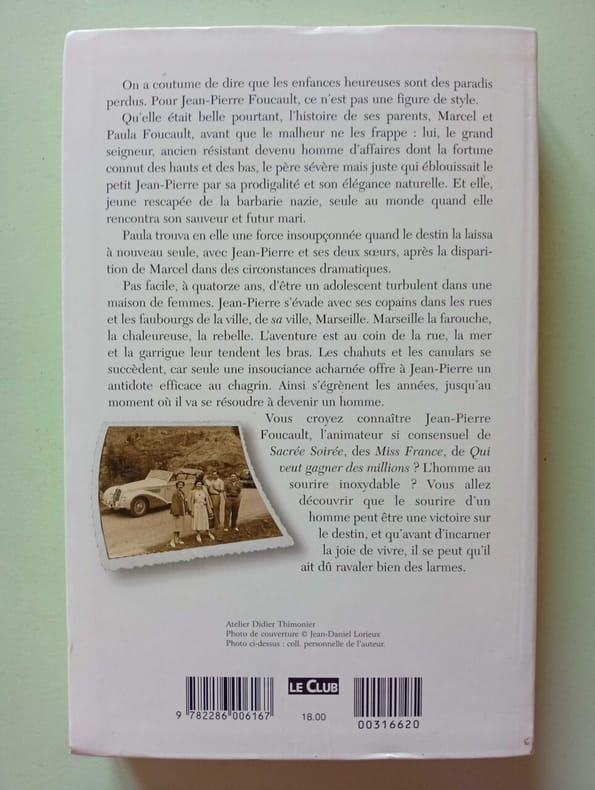 On a coutume de dire que les enfances heureuses sont des paradis
perdus. Pour Jean-Pierre Foucault, ce n'est pas une figure de style.
Qu'elle était belle pourtant, l'histoire de ses parents, Marcel et
Paula Foucault, avant que le malheur ne les frappe : lui, le grand
seigneur, ancien résistant devenu homme d'affaires dont la fortune
connut des hauts et des bas, le père sévère mais juste qui éblouissait le
petit Jean-Pierre par sa prodigalité et son élégance naturelle. Et elle,
jeune rescapée de la barbarie nazie, seule au monde quand elle
rencontra son sauveur et futur mari.
Paula trouva en elle une force insoupçonnée quand le destin la laissa
à nouveau seule, avec Jean-Pierre et ses deux sœurs, après la dispari-
tion de Marcel dans des circonstances dramatiques.
Pas facile, à quatorze ans, d'être un adolescent turbulent dans une
maison de femmes. Jean-Pierre s'évade avec ses copains dans les rues
et les faubourgs de la ville, de sa ville, Marseille. Marseille la farouche,
la chaleureuse, la rebelle. L'aventure est au coin de la rue, la mer
et la garrigue leur tendent les bras. Les chahuts et les canulars se
succèdent, car seule une insouciance acharnée offre à Jean-Pierre un
antidote efficace au chagrin. Ainsi s'égrènent les années, jusqu'au
moment où il va se résoudre à devenir un homme.
Vous croyez connaître Jean-Pierre
Foucault, l'animateur si consensuel de
Sacrée Soirée, des Miss France, de Qui
veut gagner des millions ? L'homme au
sourire inoxydable ? Vous allez
découvrir que le sourire d'un
homme peut être une victoire sur
le destin, et qu'avant d'incarner
la joie de vivre, il se peut qu'il
ait dû ravaler bien des larmes.
Atelier Didier Thimonier
Photo de couverture © Jean-Daniel Lorieux
Photo ci-dessus : coll. personnelle de l'auteur.
9 782286 006167
LE CLUB
18.00
00316620